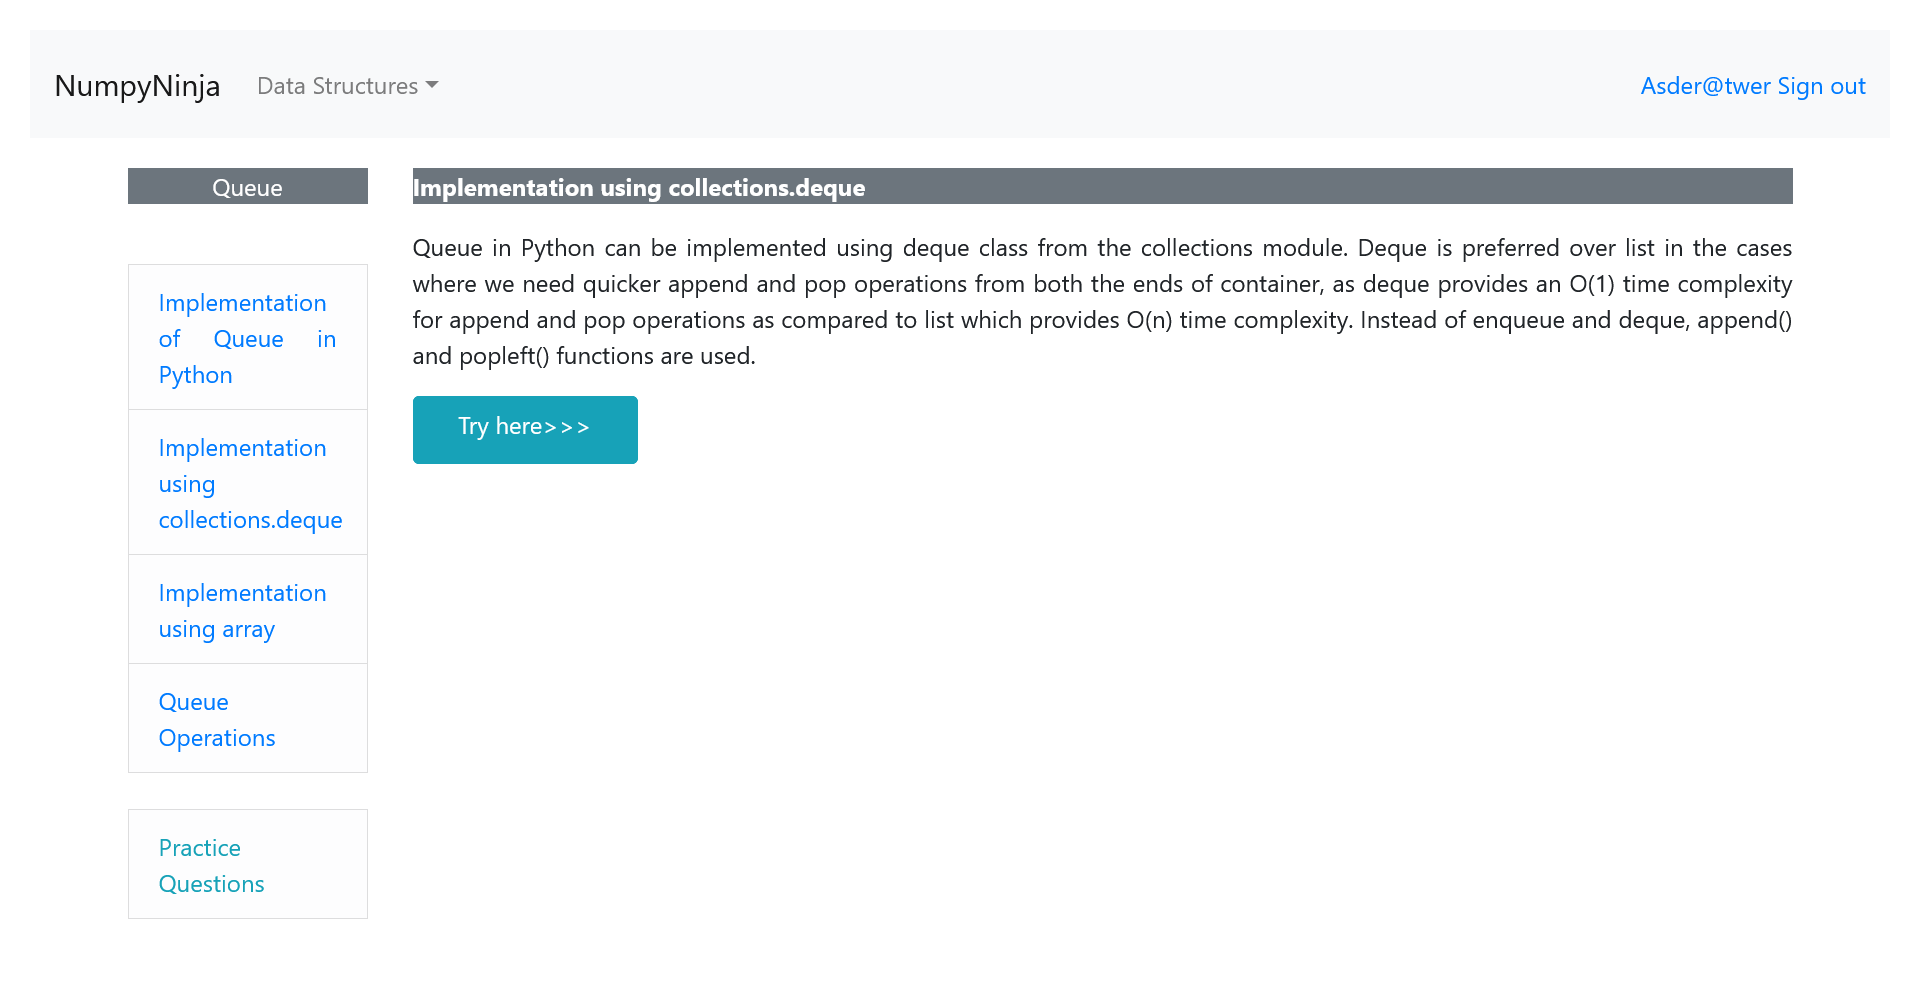 NumpyNinja Data Structures Asder@twer Sign out
Queue
Implementation
of Queue in
Python
Implementation
using
collections.deque
Implementation
using array
Queue
Operations
Practice
Questions
Implementation using collections.deque
Queue in Python can be implemented using deque class from the collections module. Deque is preferred over list in the cases
where we need quicker append and pop operations from both the ends of container, as deque provides an O(1) time complexity
for append and pop operations as compared to list which provides O(n) time complexity. Instead of enqueue and deque, append()
and popleft() functions are used.
Try here>>>